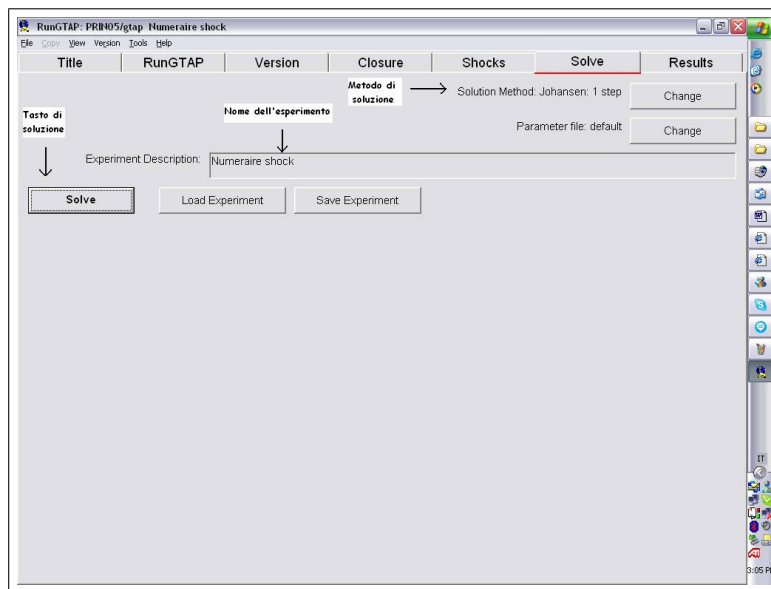 RunGTAP: PRIN05/gtap Numeraire shock
File Copy View Version Tools Help
Title RunGTAP Version Closure Shocks Solve Results
Metodo di
soluzione
Solution Method: Johansen: 1 step
Change
Tasto di
soluzione
Nome dell'esperimento
Parameter file: default
Change
Experiment Description:
Numeraire shock
Solve
Load Experiment
Save Experiment
IT
3:05 P